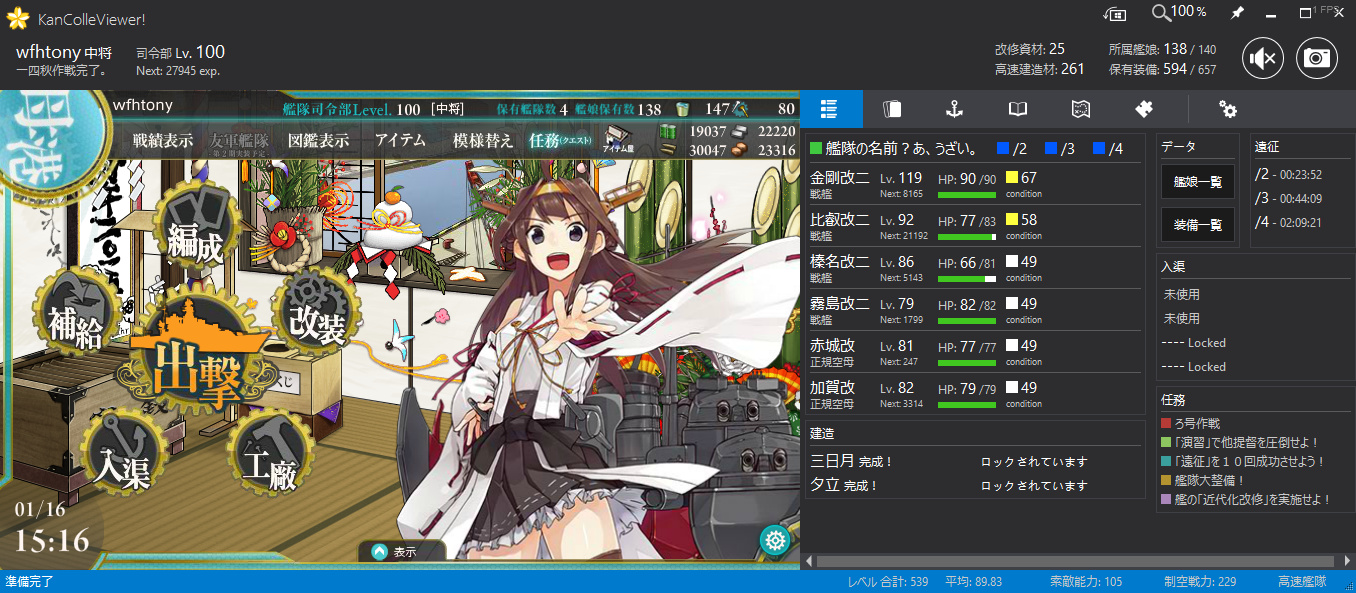 KanColleViewer!
100 %
1 FPS
wfhtony 中将
司令部 Lv. 100
一四秋作戦完了。
Next: 27945 exp.
改修資材: 25
所属艦娘: 138 / 140
高速建造材: 261
保有装備: 594 / 657
母港
wfhtony
艦隊司令部Level. 100 [中将]
保有艦隊数 4 艦娘保有数 138
147
80
戦績表示
友軍艦隊
図鑑表示
アイテム
模様替え
任務(クエスト)
アイテム屋
19037
22220
30047
23316
編成
補給
改装
出撃
入渠
工廠
01/16
15:16
表示
艦隊の名前?あ、うざい。
/2
/3
/4
金剛改二 Lv. 119 HP: 90 /90 67
戦艦 Next: 8165 condition
比叡改二 Lv. 92 HP: 77 /83 58
戦艦 Next: 21192 condition
榛名改二 Lv. 86 HP: 66 /81 49
戦艦 Next: 5143 condition
霧島改二 Lv. 79 HP: 82 /82 49
戦艦 Next: 1799 condition
赤城改 Lv. 81 HP: 77 /77 49
正規空母 Next: 247 condition
加賀改 Lv. 82 HP: 79 /79 49
正規空母 Next: 3314 condition
建造
三日月 完成!
ロックされています
夕立 完成!
ロックされています
データ
艦娘一覧
装備一覧
遠征
/2 - 00:23:52
/3 - 00:44:09
/4 - 02:09:21
入渠
未使用
未使用
---- Locked
---- Locked
任務
ろ号作戦
「演習」で他提督を圧倒せよ!
「遠征」を10回成功させよう!
艦隊大整備!
艦の「近代化改修」を実施せよ!
準備完了
レベル 合計: 539
平均: 89.83
索敵能力: 105
制空戦力: 229
高速艦隊